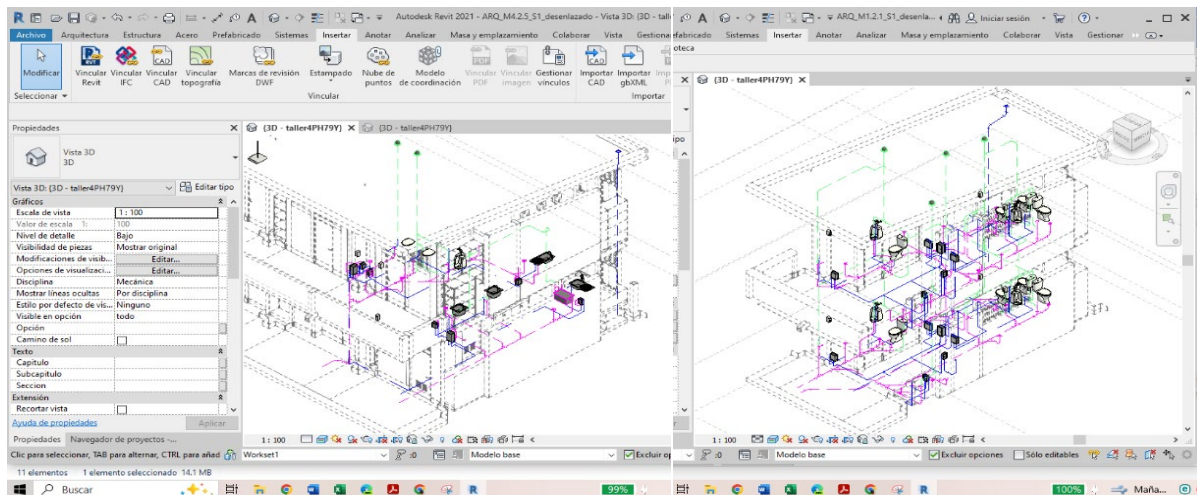 Autodesk Revit 2021 - ARQ_M4.2.5_S1_desenlazado - Vista 3D: {3D - tall
Archivo Arquitectura Estructura Acero Prefabricado Sistemas Insertar Anotar Analizar Masa y emplazamiento Colaborar Vista Gestiona
Modificar
Vincular Revit
Vincular IFC
Vincular CAD
Vincular topografía
Marcas de revisión DWF
Estampado
Nube de puntos
Modelo de coordinación
Vincular PDF
Vincular imagen
Gestionar vínculos
Importar CAD
Importar gbXML
Seleccionar
Vincular
Importar
Propiedades
{3D - taller4PH79Y}
{3D - taller4PH79Y}
Vista 3D
3D
Vista 3D: {3D - taller4PH79Y}
Editar tipo
Gráficos
Escala de vista 1 : 100
Valor de escala 1: 100
Nivel de detalle Bajo
Visibilidad de piezas Mostrar original
Modificaciones de visib... Editar...
Opciones de visualizaci... Editar...
Disciplina Mecánica
Mostrar líneas ocultas Por disciplina
Estilo por defecto de vis... Ninguno
Visible en opción todo
Opción
Camino de sol
Texto
Capitulo
Subcapitulo
Seccion
Extensión
Recortar vista
Ayuda de propiedades
Aplicar
Propiedades Navegador de proyectos -...
1 : 100
Clic para seleccionar, TAB para alternar, CTRL para añad
Workset1
:0
Modelo base
Excluir op
11 elementos 1 elemento seleccionado 14.1 MB
Buscar
99%
ARQ_M1.2.1_S1_desenla...
Iniciar sesión
efabricado Sistemas Insertar Anotar Analizar Masa y emplazamiento Colaborar Vista Gestionar
oteca
{3D - taller4PH79Y}
ipo
1 : 100
:0
Modelo base
Excluir opciones
Sólo editables
100%
Maña...